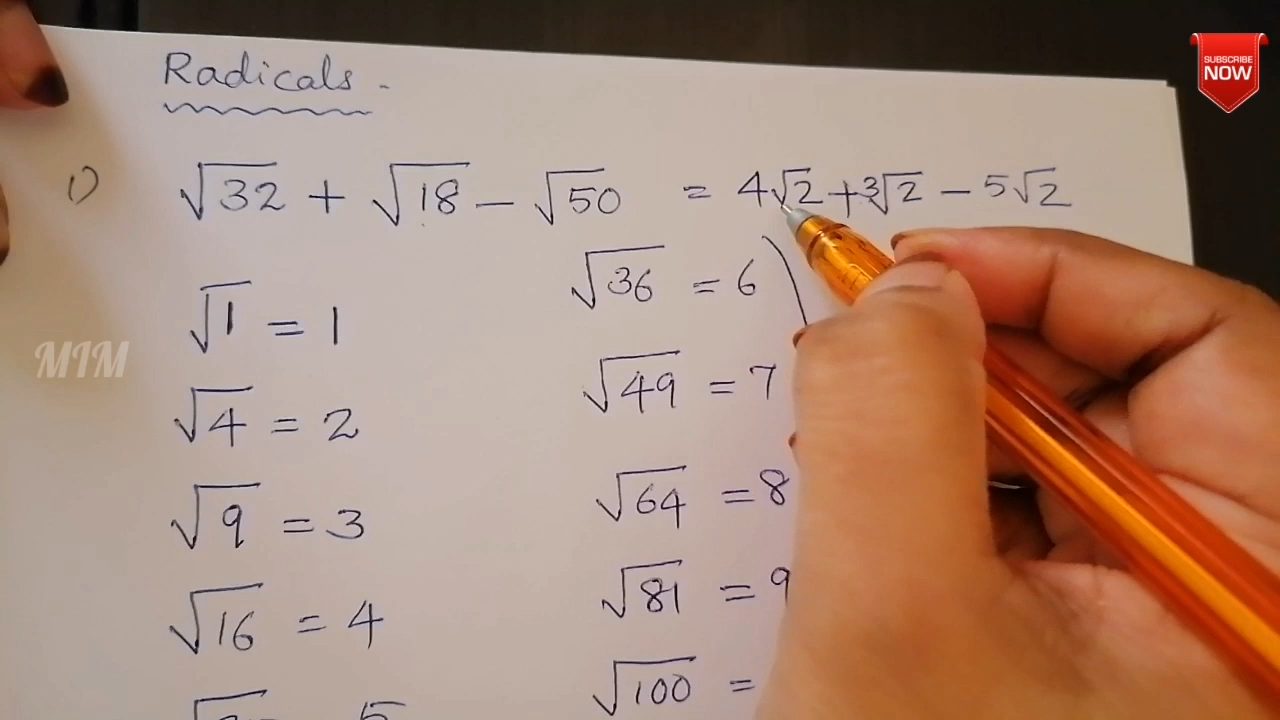 Radicals.
SUBSCRIBE
NOW
1) √32 + √18 – √50 = 4√2 + 3√2 – 5√2
√36 = 6
√1 = 1
√49 = 7
√4 = 2
√64 = 8
√9 = 3
√81 = 9
√16 = 4
√100 =
5
MIM